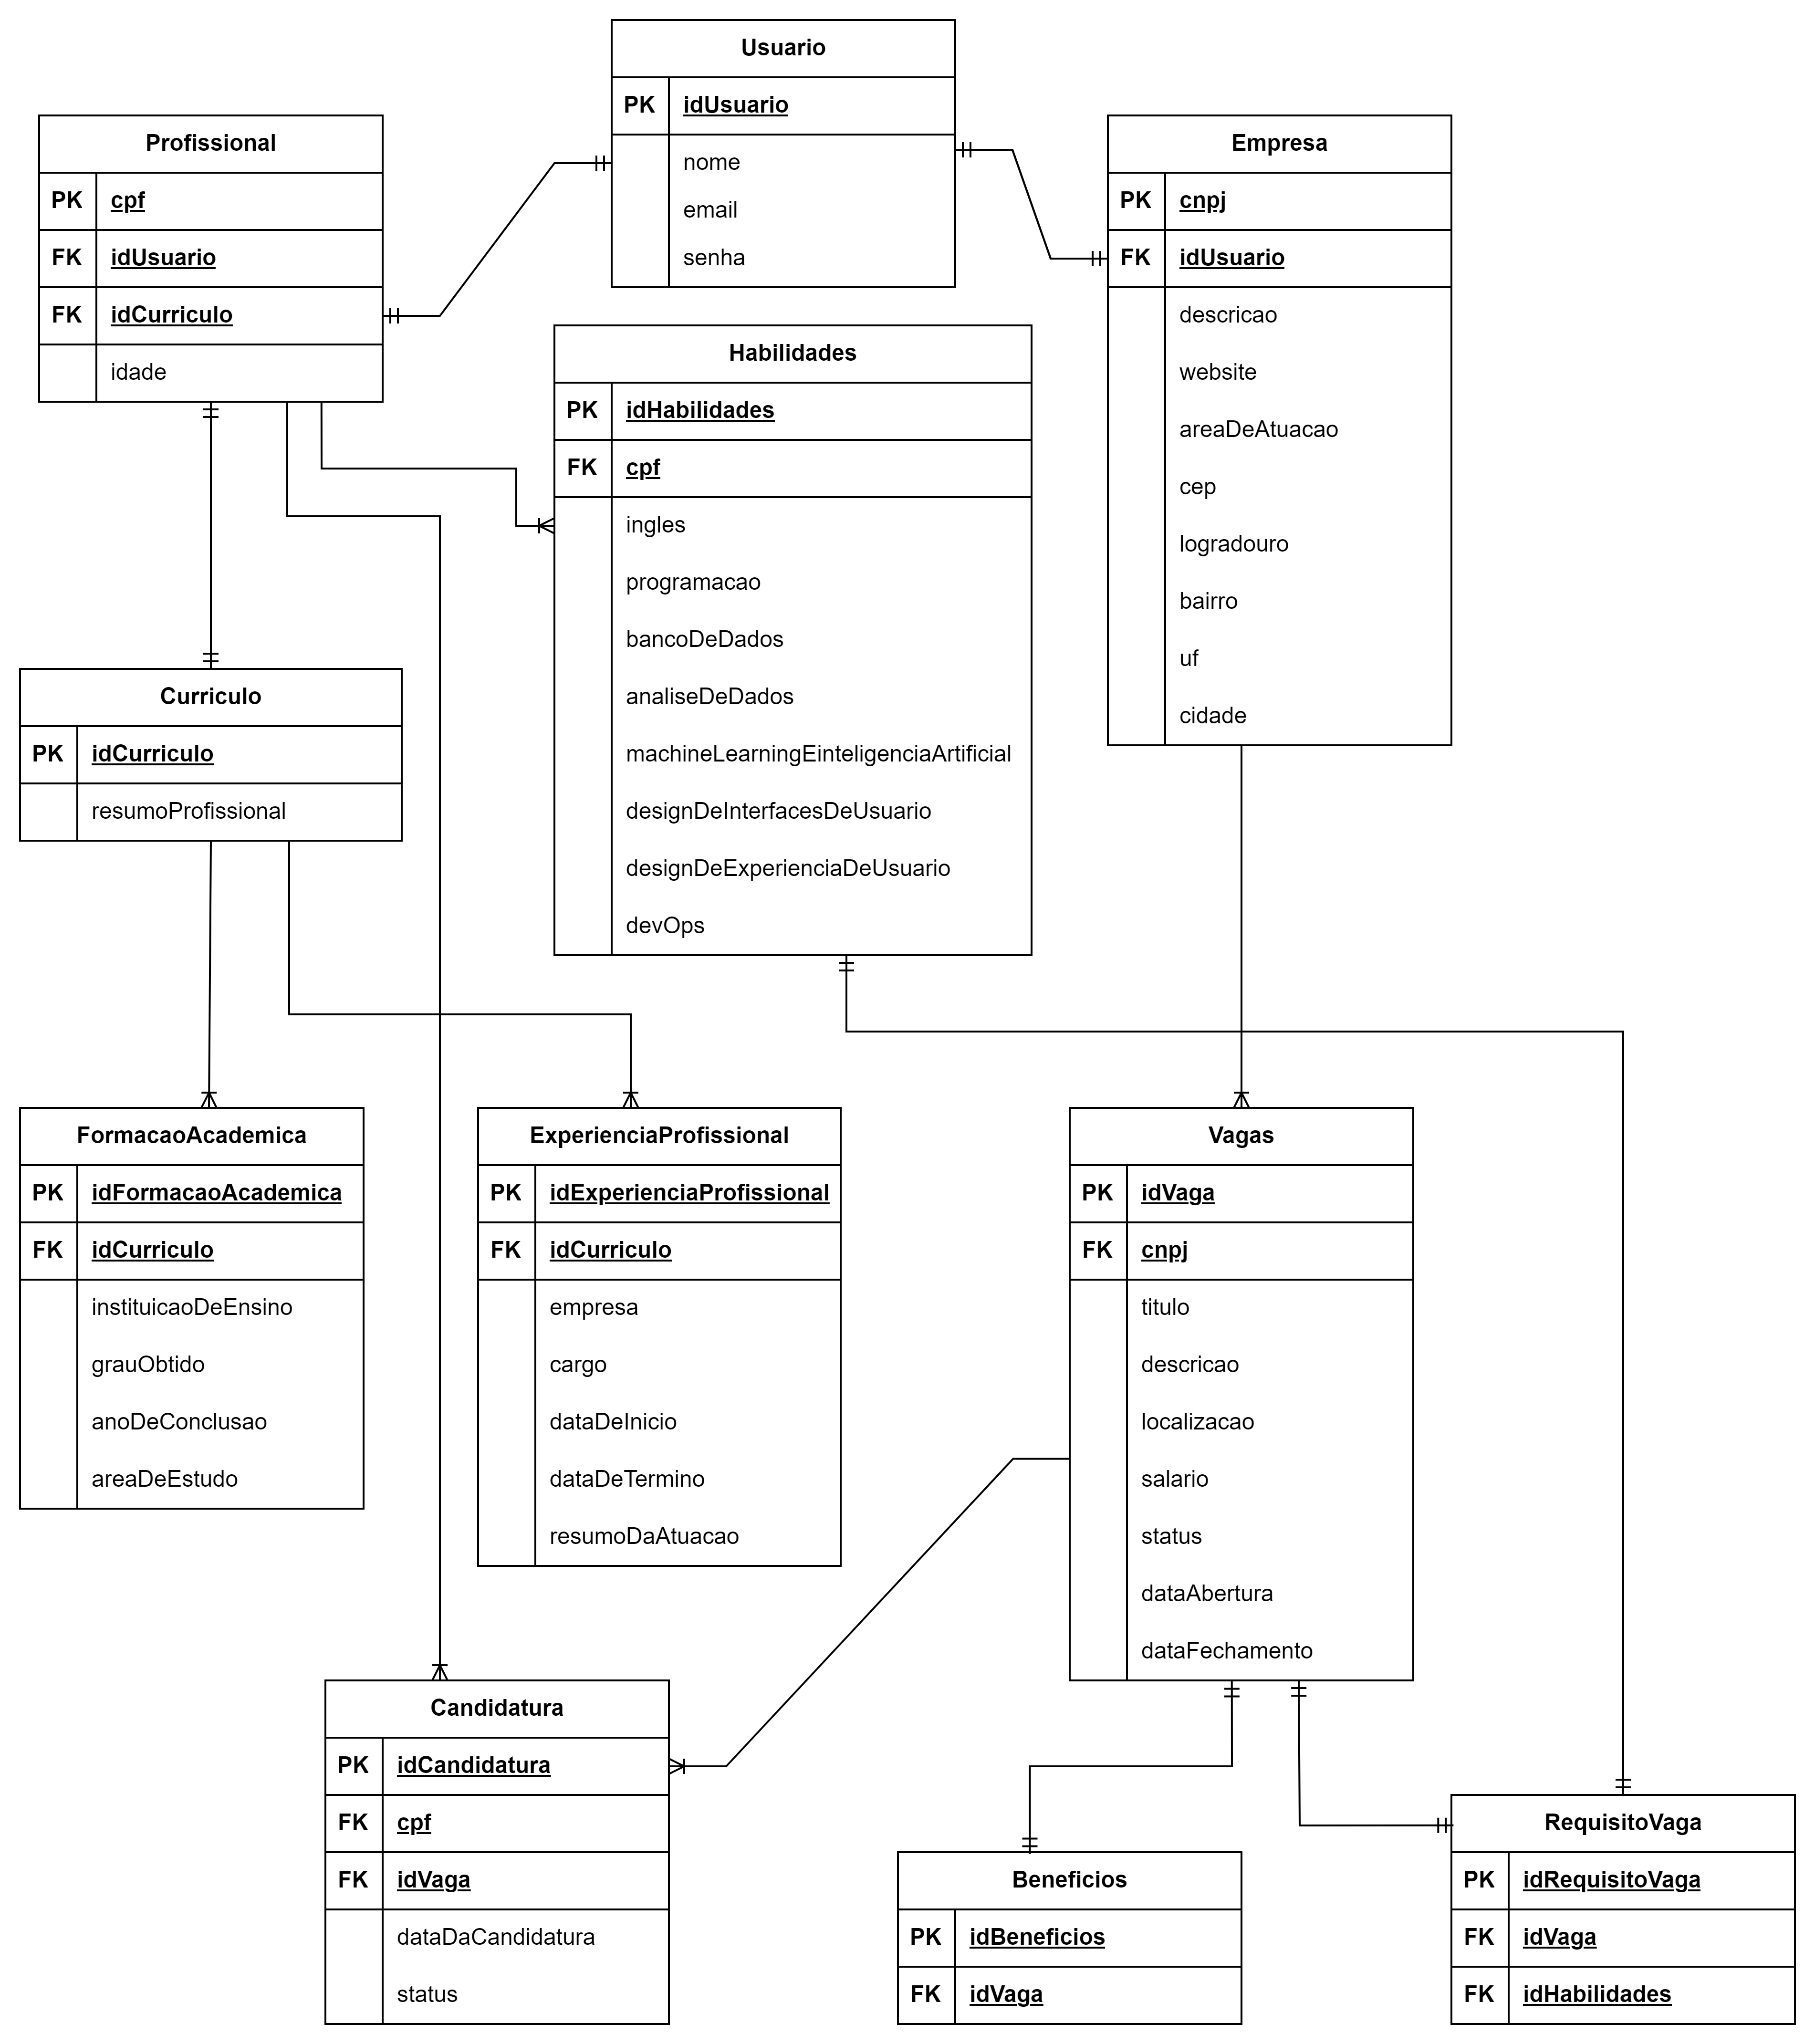 Usuario
PK idUsuario
nome
email
senha
Profissional
PK cpf
FK idUsuario
FK idCurriculo
idade
Empresa
PK cnpj
FK idUsuario
descricao
website
areaDeAtuacao
cep
logradouro
bairro
uf
cidade
Habilidades
PK idHabilidades
FK cpf
ingles
programacao
bancoDeDados
analiseDeDados
machineLearningEinteligenciaArtificial
designDeInterfacesDeUsuario
designDeExperienciaDeUsuario
devOps
Curriculo
PK idCurriculo
resumoProfissional
FormacaoAcademica
PK idFormacaoAcademica
FK idCurriculo
instituicaoDeEnsino
grauObtido
anoDeConclusao
areaDeEstudo
ExperienciaProfissional
PK idExperienciaProfissional
FK idCurriculo
empresa
cargo
dataDeInicio
dataDeTermino
resumoDaAtuacao
Vagas
PK idVaga
FK cnpj
titulo
descricao
localizacao
salario
status
dataAbertura
dataFechamento
Candidatura
PK idCandidatura
FK cpf
FK idVaga
dataDaCandidatura
status
Beneficios
PK idBeneficios
FK idVaga
RequisitoVaga
PK idRequisitoVaga
FK idVaga
FK idHabilidades